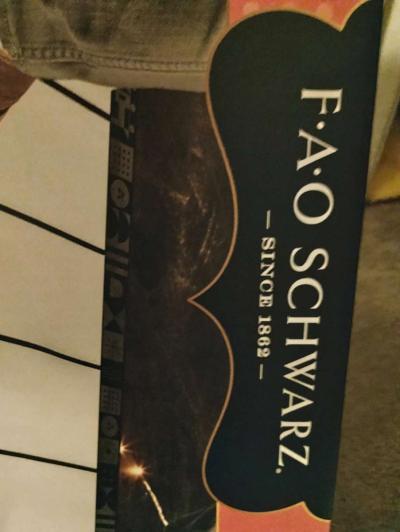 F·A·O SCHWARZ.
— SINCE 1862 —